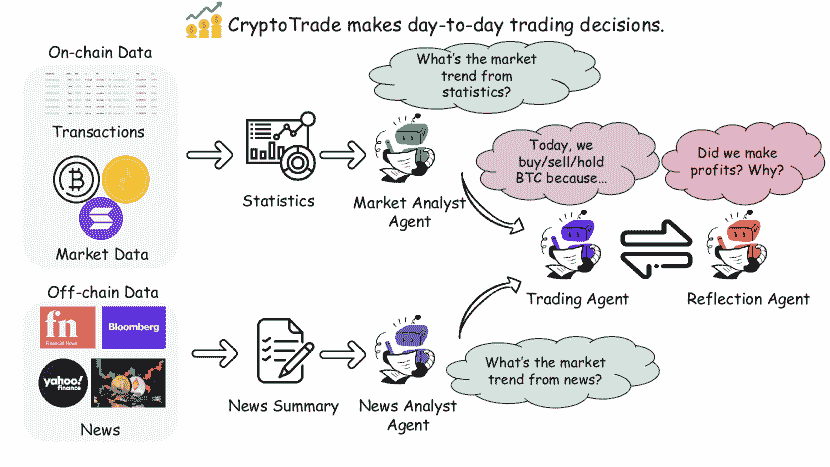 CryptoTrade makes day-to-day trading decisions.
On-chain Data
Transactions
Market Data
Statistics
What's the market
trend from
statistics?
Market Analyst
Agent
Today, we
buy/sell/hold
BTC because...
Did we make
profits? Why?
Trading Agent
Reflection Agent
Off-chain Data
fn
Financial News
Bloomberg
yahoo!
finance
News
News Summary
News Analyst
Agent
What's the market
trend from news?